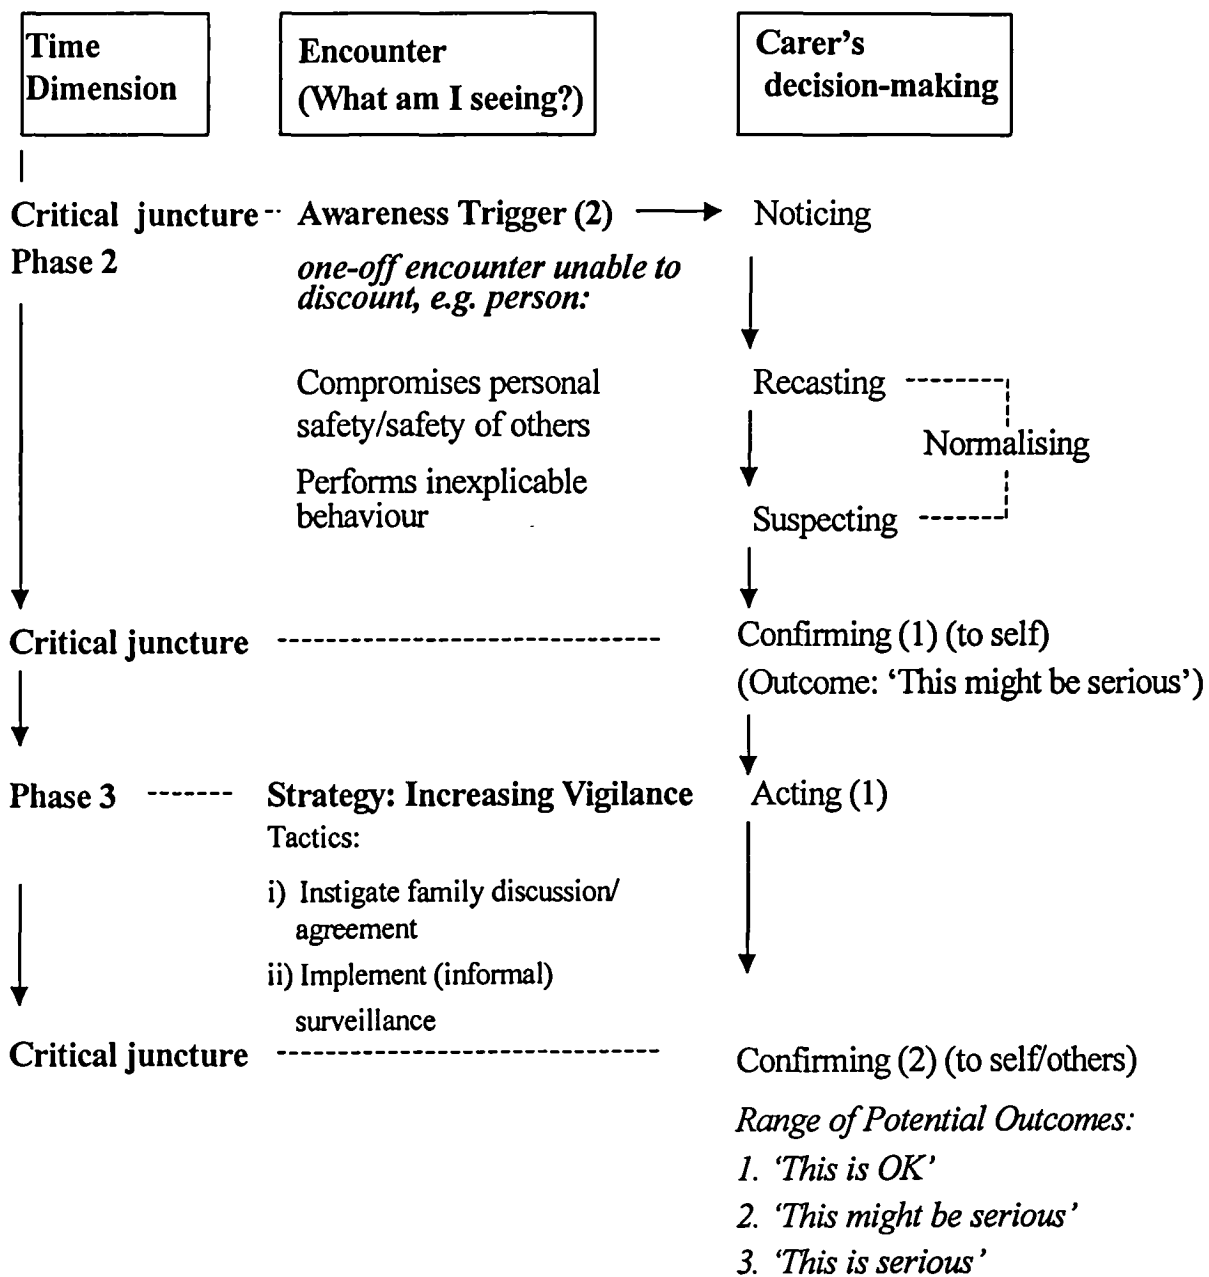 Time
Dimension
Encounter
(What am I seeing?)
Carer's
decision-making
Critical juncture
Phase 2
Awareness Trigger (2)
one-off encounter unable to
discount, e.g. person:
Compromises personal
safety/safety of others
Performs inexplicable
behaviour
Noticing
Recasting
Normalising
Suspecting
Critical juncture
Confirming (1) (to self)
(Outcome: ‘This might be serious’)
Phase 3
Strategy: Increasing Vigilance
Tactics:
i) Instigate family discussion/
agreement
ii) Implement (informal)
surveillance
Acting (1)
Critical juncture
Confirming (2) (to self/others)
Range of Potential Outcomes:
1. ‘This is OK’
2. ‘This might be serious’
3. ‘This is serious’